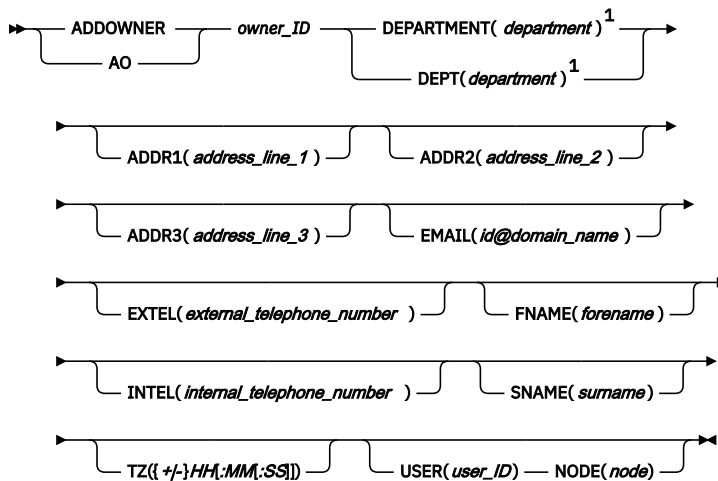 ADDOWNER owner_ID DEPARTMENT( department ) 1
AO DEPT( department ) 1
ADDR1( address_line_1 ) ADDR2( address_line_2 )
ADDR3( address_line_3 ) EMAIL( id@domain_name )
EXTEL( external_telephone_number ) FNAME( forename )
INTEL( internal_telephone_number ) SNAME( surname )
TZ({ +/-}HH[:MM[:SS]]) USER( user_ID ) NODE( node )